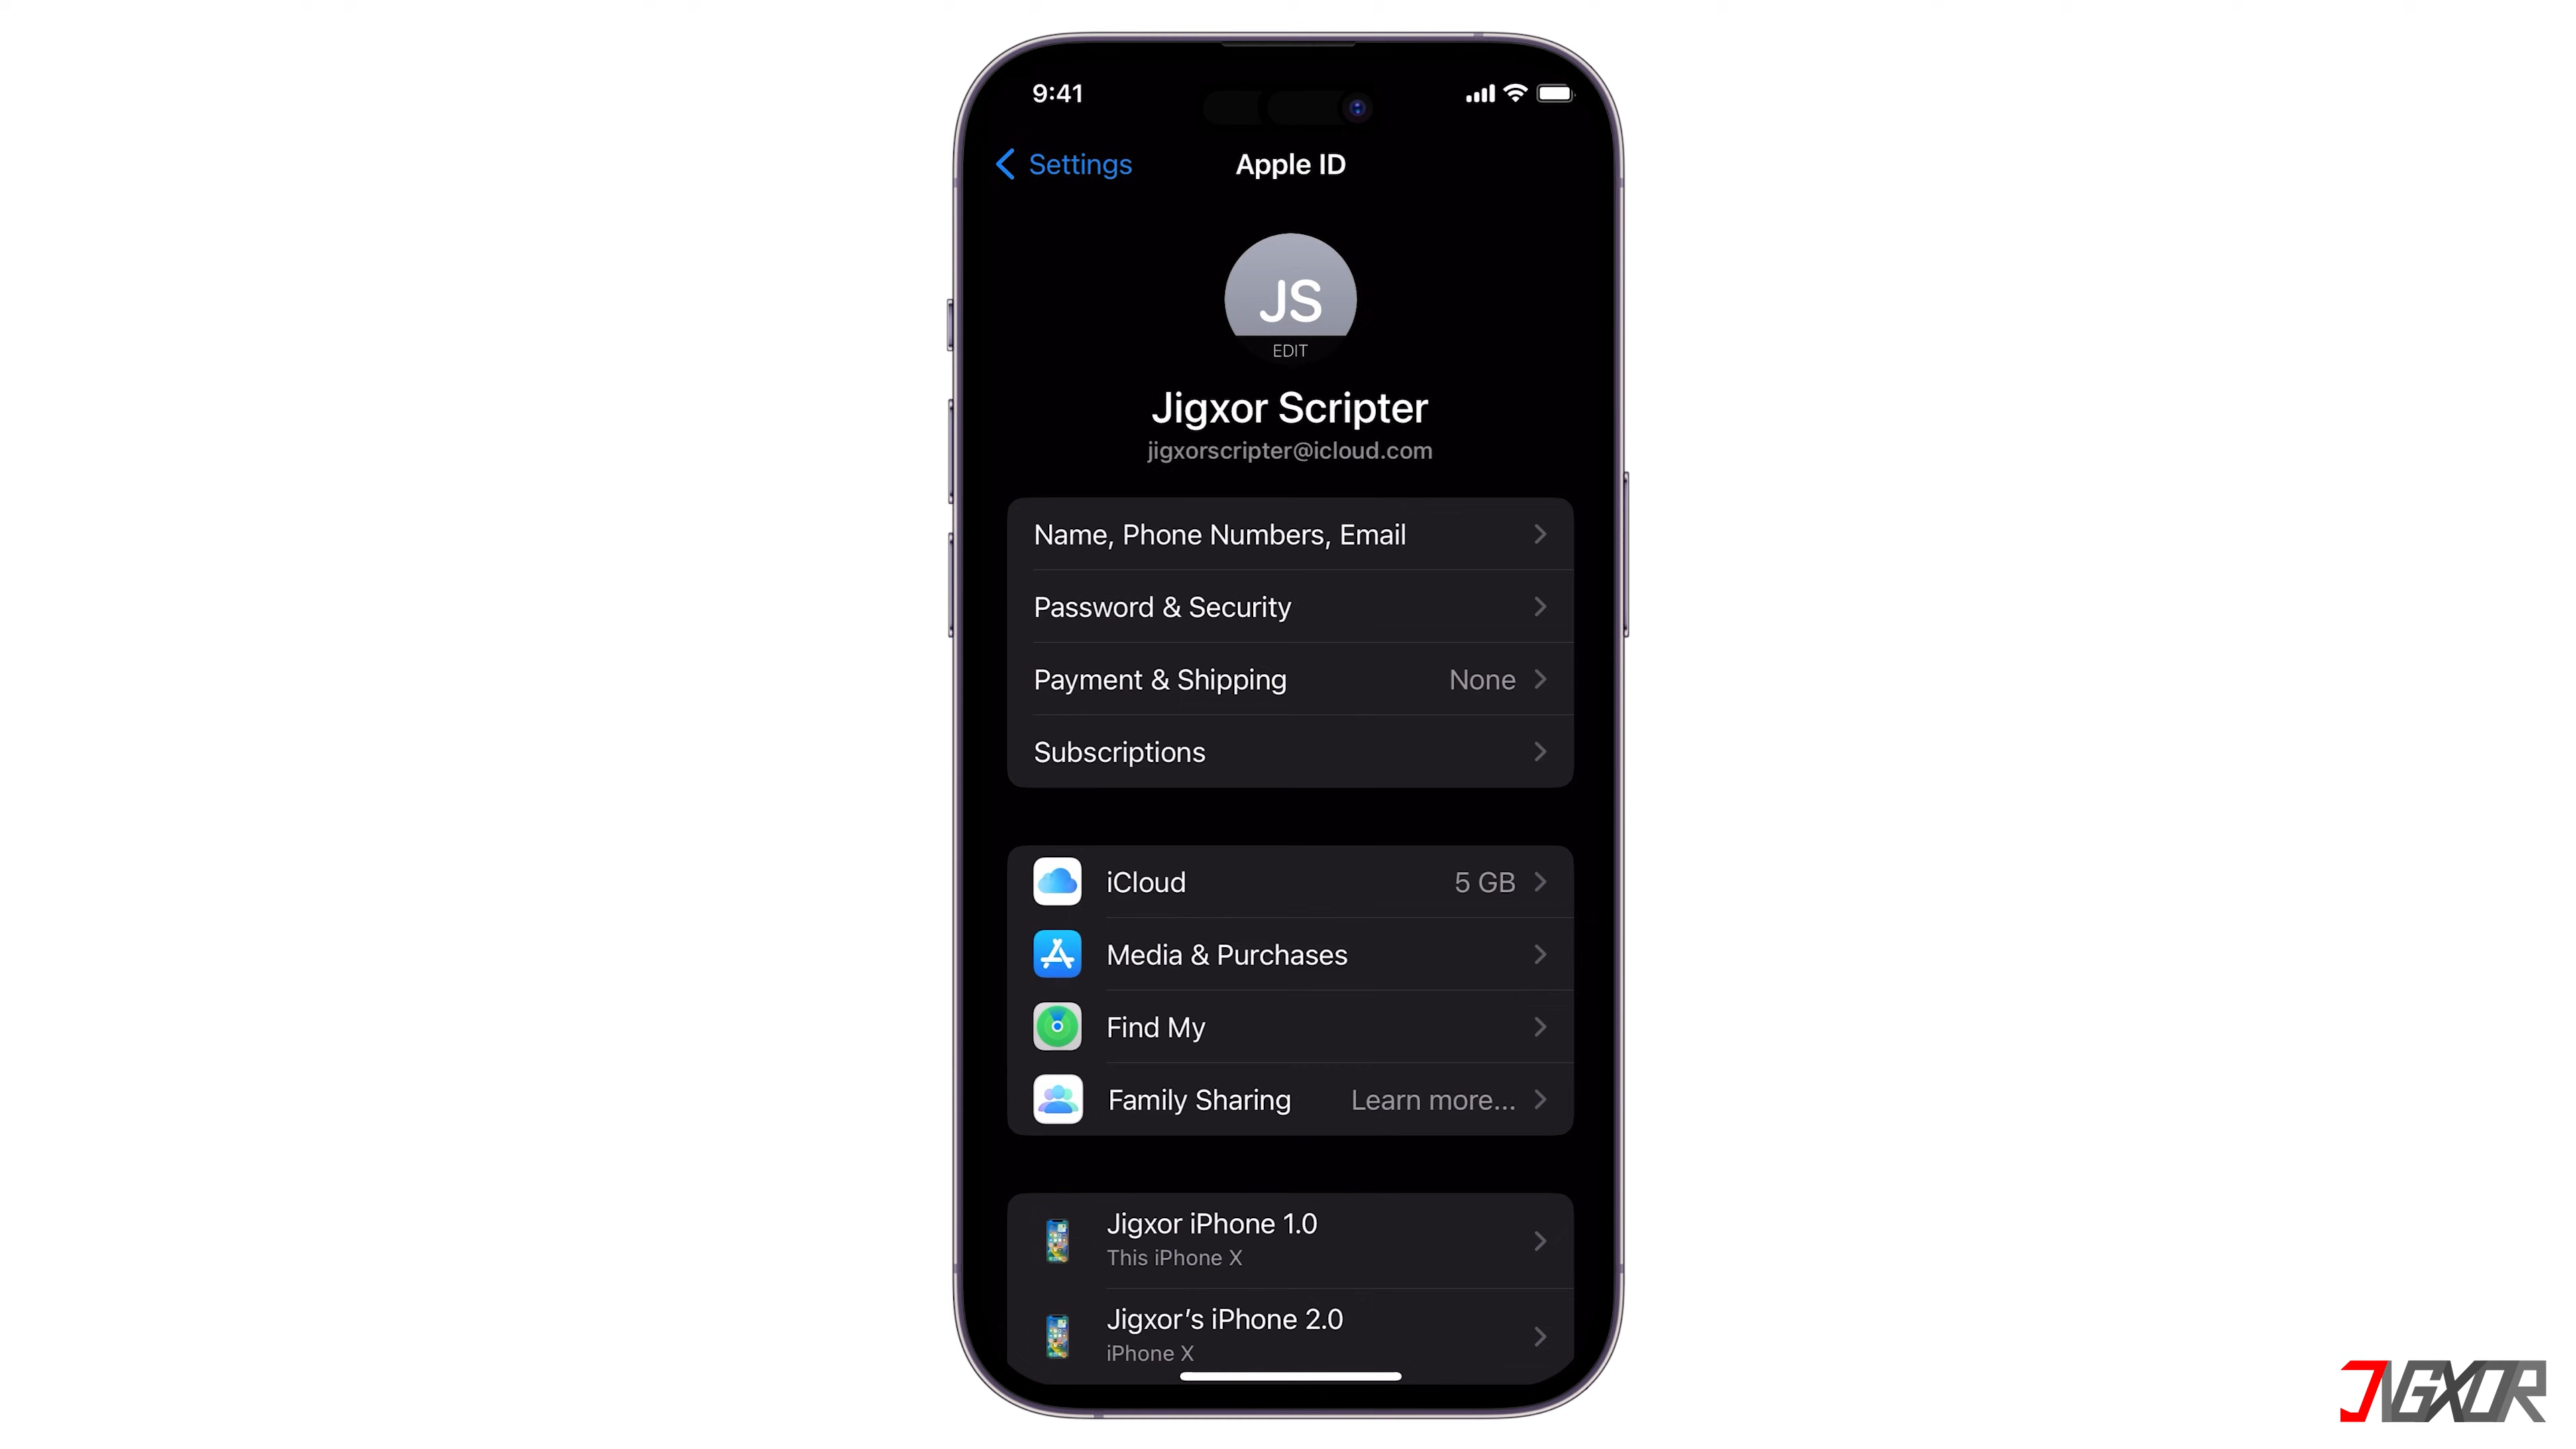 9:41
Settings
Apple ID
JS
EDIT
Jigxor Scripter
jigxorscripter@icloud.com
Name, Phone Numbers, Email
Password & Security
Payment & Shipping None
Subscriptions
iCloud 5 GB
Media & Purchases
Find My
Family Sharing Learn more...
Jigxor iPhone 1.0
This iPhone X
Jigxor’s iPhone 2.0
iPhone X
JIGXOR